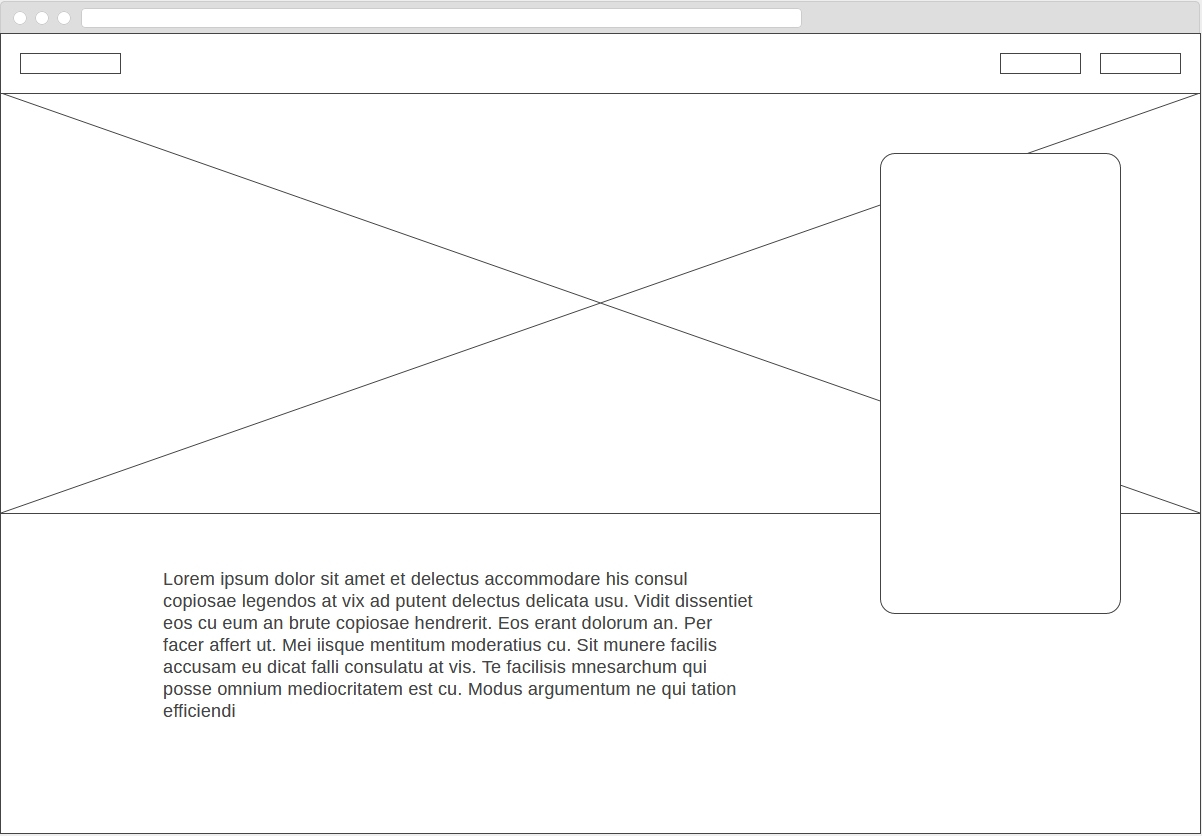 Lorem ipsum dolor sit amet et delectus accommodare his consul
copiosae legendos at vix ad putent delectus delicata usu. Vidit dissentiet
eos cu eum an brute copiosae hendrerit. Eos erant dolorum an. Per
facer affert ut. Mei iisque mentitum moderatius cu. Sit munere facilis
accusam eu dicat falli consulatu at vis. Te facilisis mnesarchum qui
posse omnium mediocritatem est cu. Modus argumentum ne qui tation
efficiendi